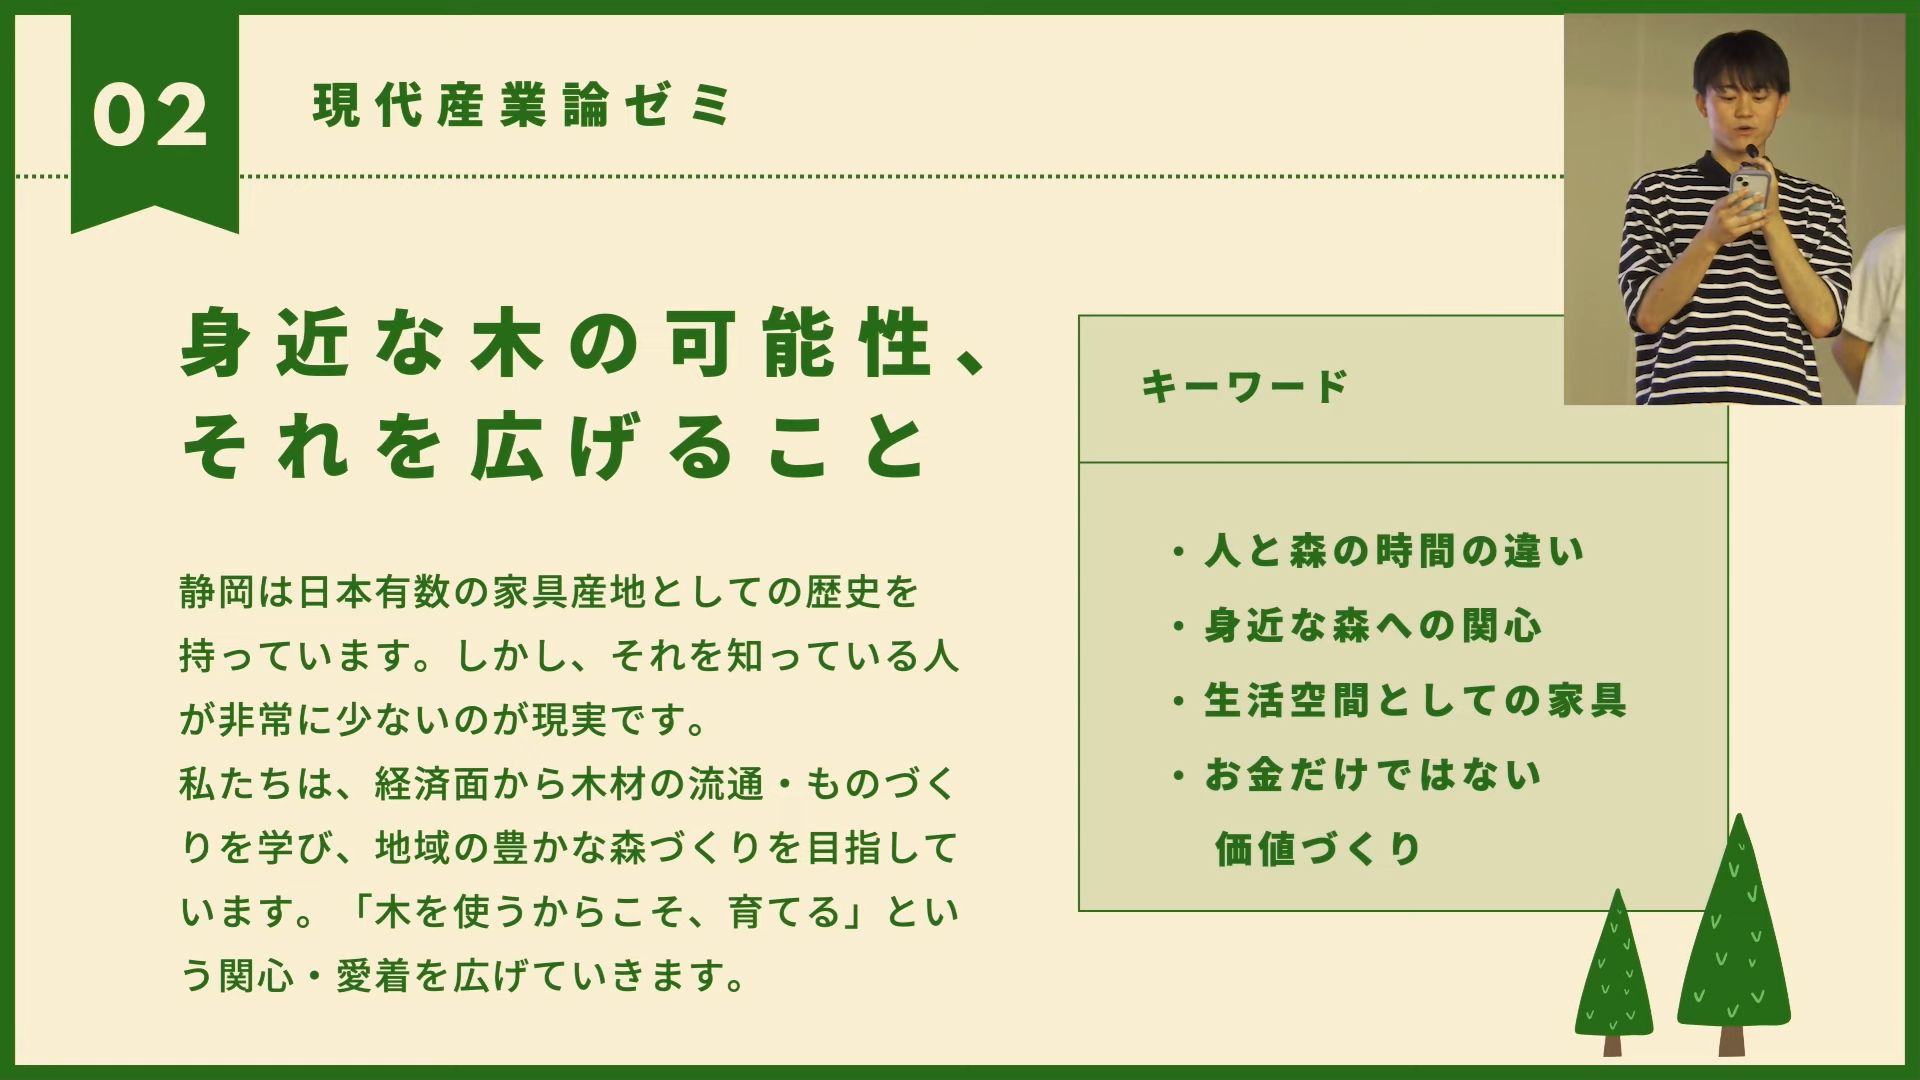 02
現代産業論ゼミ
身近な木の可能性、
それを広げること
静岡は日本有数の家具産地としての歴史を
持っています。しかし、それを知っている人
が非常に少ないのが現実です。
私たちは、経済面から木材の流通・ものづく
りを学び、地域の豊かな森づくりを目指して
います。「木を使うからこそ、育てる」とい
う関心・愛着を広げていきます。
キーワード
・人と森の時間の違い
・身近な森への関心
・生活空間としての家具
・お金だけではない
価値づくり